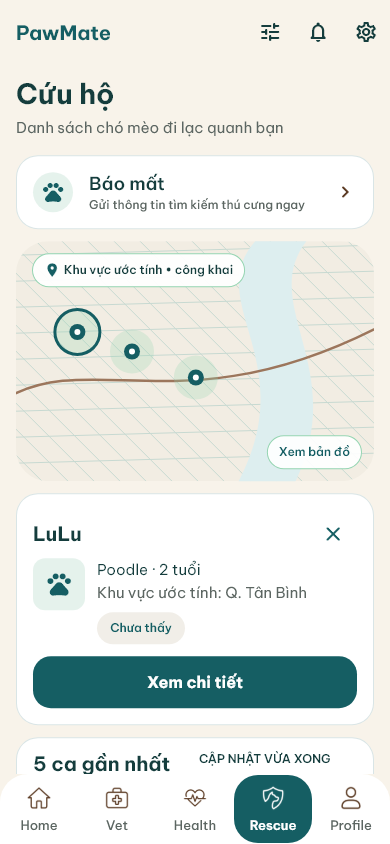 PawMate
Cứu hộ
Danh sách chó mèo đi lạc quanh bạn
Báo mất
Gửi thông tin tìm kiếm thú cưng ngay
Khu vực ước tính • công khai
Xem bản đồ
LuLu
Poodle · 2 tuổi
Khu vực ước tính: Q. Tân Bình
Chưa thấy
Xem chi tiết
5 ca gần nhất CẬP NHẬT VỪA XONG
Home Vet Health Rescue Profile